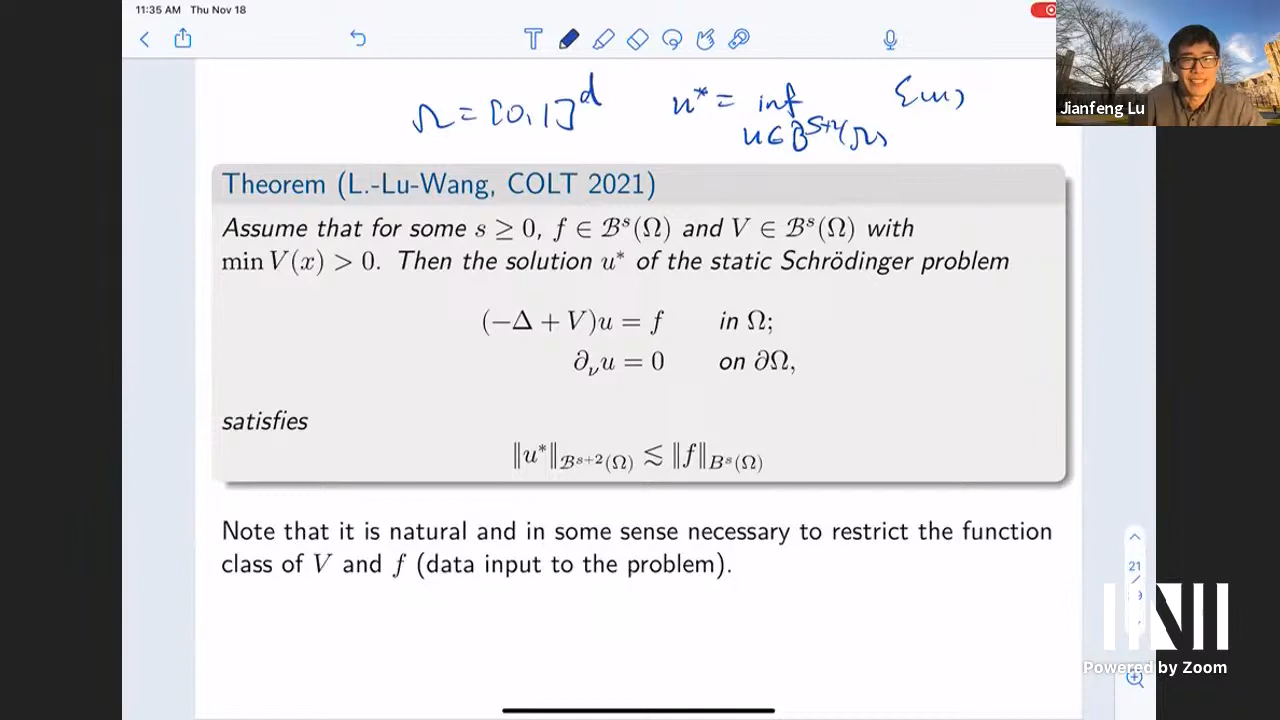 11:35 AM Thu Nov 18
Jianfeng Lu
Ω = [0,1]^d u* = inf E(u)
u∈B^{s+2}(Ω)
Theorem (L.-Lu-Wang, COLT 2021)
Assume that for some s ≥ 0, f ∈ B^s(Ω) and V ∈ B^s(Ω) with
min V(x) > 0. Then the solution u* of the static Schrödinger problem
(−Δ + V)u = f in Ω;
∂_ν u = 0 on ∂Ω,
satisfies
‖u*‖_{B^{s+2}(Ω)} ≲ ‖f‖_{B^s(Ω)}
Note that it is natural and in some sense necessary to restrict the function
class of V and f (data input to the problem).
21
/
9
Powered by Zoom